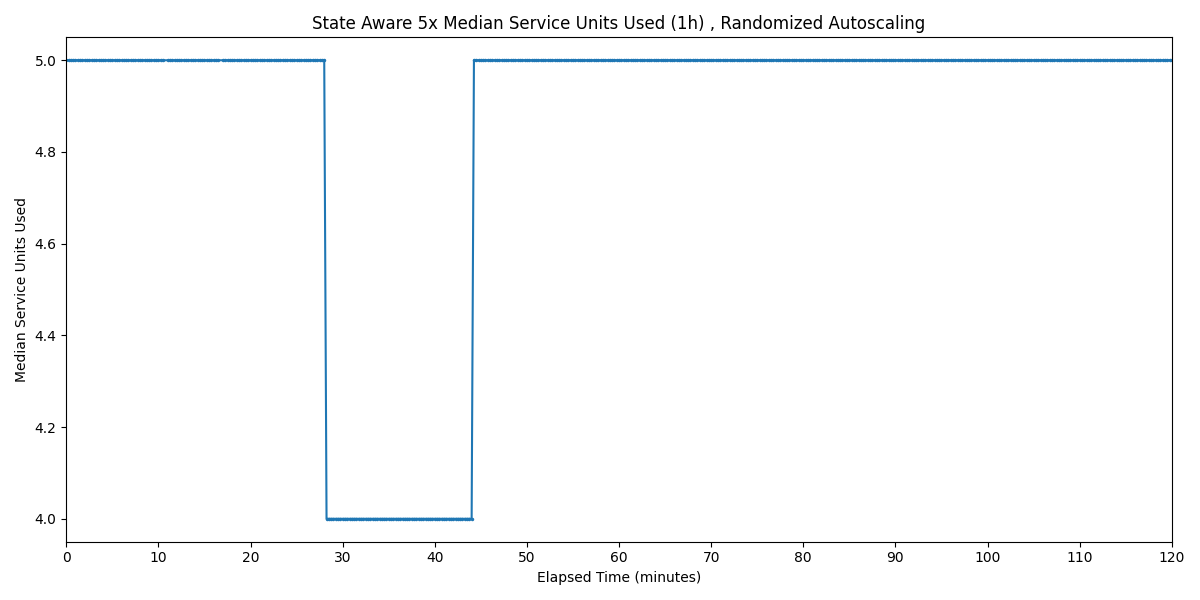 State Aware 5x Median Service Units Used (1h) , Randomized Autoscaling
Median Service Units Used
5.0
4.8
4.6
4.4
4.2
4.0
0 10 20 30 40 50 60 70 80 90 100 110 120
Elapsed Time (minutes)